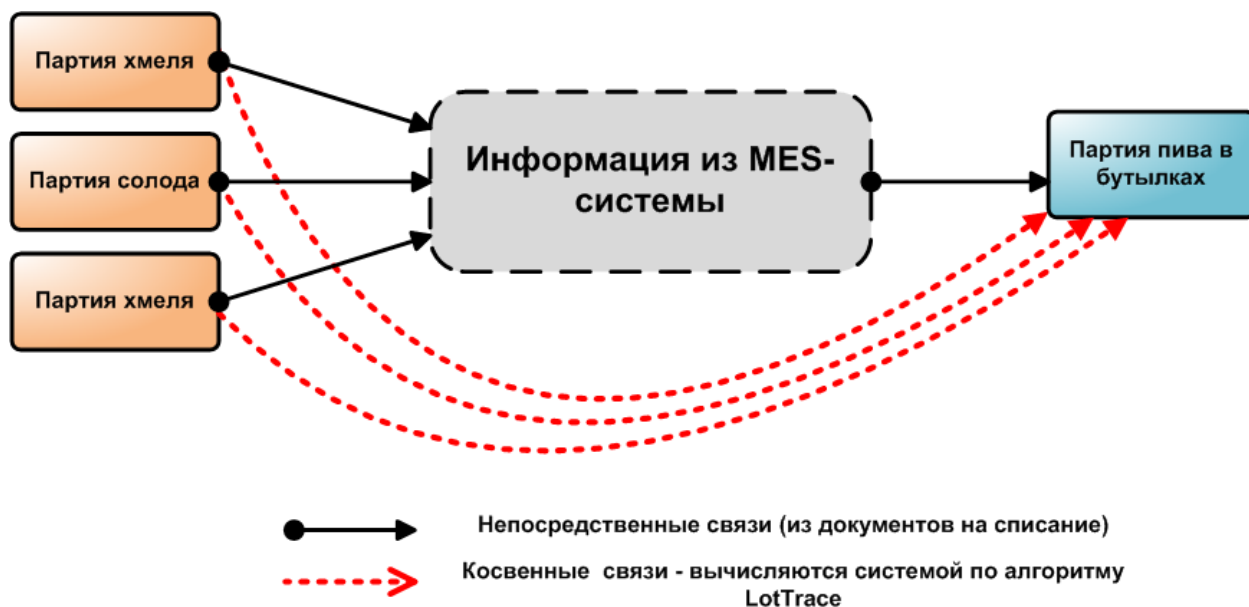 Партия хмеля
Партия солода
Партия хмеля
Информация из MES-
системы
Партия пива в
бутылках
Непосредственные связи (из документов на списание)
Косвенные связи - вычисляются системой по алгоритму
LotTrace